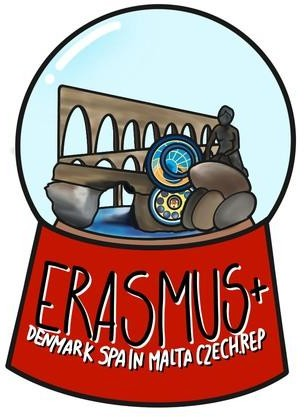 ERASMUS+
DENMARK SPAIN MALTA CZECH.REP